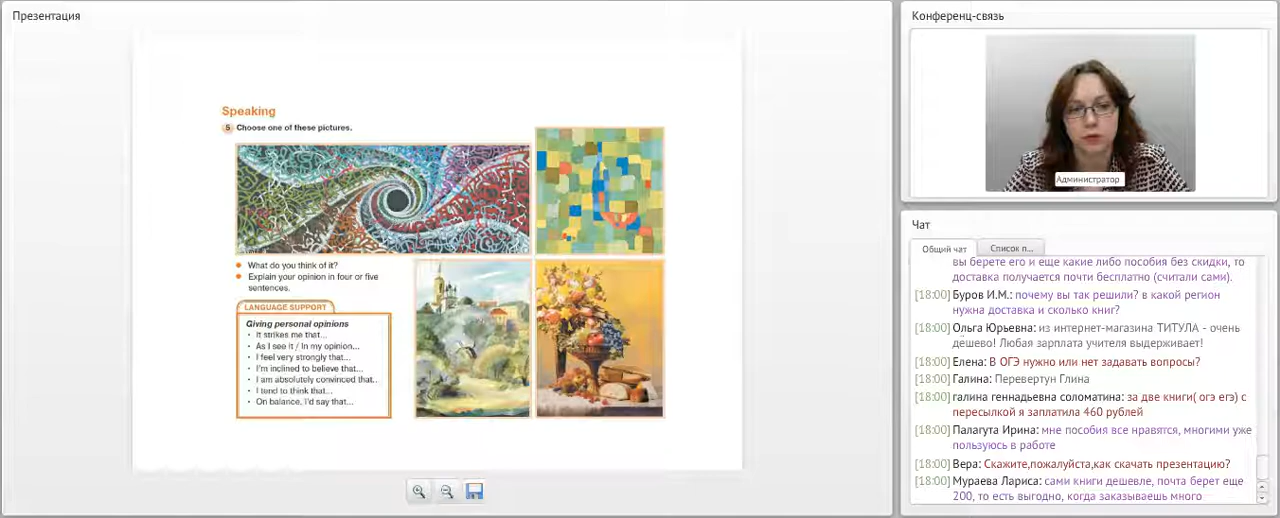 Презентация
Speaking
5 Choose one of these pictures.
• What do you think of it?
• Explain your opinion in four or five
sentences.
LANGUAGE SUPPORT
Giving personal opinions
• It strikes me that...
• As I see it / In my opinion...
• I feel very strongly that...
• I'm inclined to believe that...
• I am absolutely convinced that..
• I tend to think that...
• On balance, I'd say that...
Конференц-связь
Администратор
Чат
Общий чат
Список п...
вы берете его и еще какие либо пособия без скидки, то
доставка получается почти бесплатно (считали сами).
[18:00] Буров И.М.: почему вы так решили? в какой регион
нужна доставка и сколько книг?
[18:00] Ольга Юрьевна: из интернет-магазина ТИТУЛА - очень
дёшево! Любая зарплата учителя выдерживает!
[18:00] Елена: В ОГЭ нужно или нет задавать вопросы?
[18:00] Галина: Перевертун Глина
[18:00] галина геннадьевна соломатина: за две книги( огэ егэ) с
пересылкой я заплатила 460 рублей
[18:00] Палагута Ирина: мне пособия все нравятся, многими уже
пользуюсь в работе
[18:00] Вера: Скажите,пожалуйста,как скачать презентацию?
[18:00] Мураева Лариса: сами книги дешевле, почта берет еще
200, то есть выгодно, когда заказываешь много